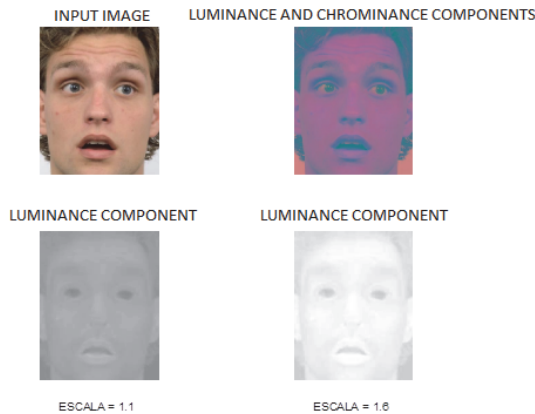 INPUT IMAGE
LUMINANCE AND CHROMINANCE COMPONENTS
LUMINANCE COMPONENT
LUMINANCE COMPONENT
ESCALA = 1.1
ESCALA = 1.6